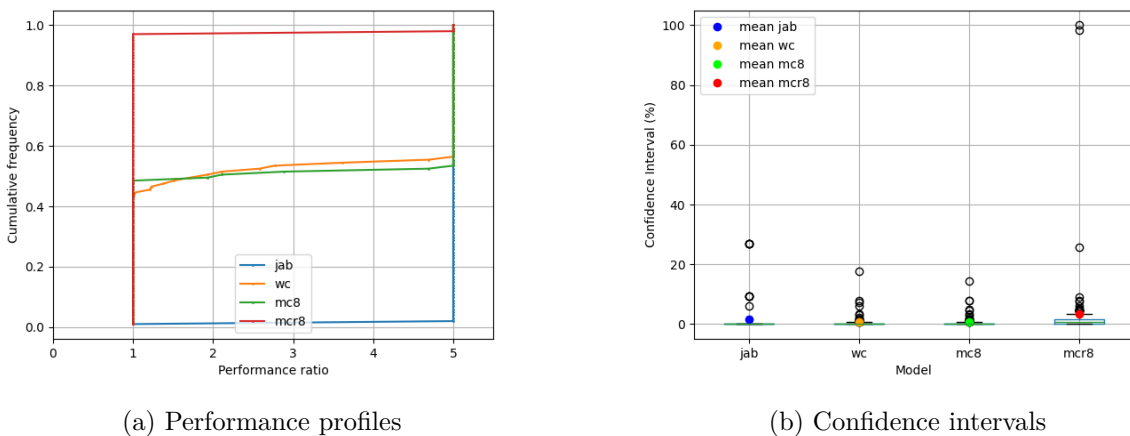 1.0
0.8
0.6
0.4
0.2
0.0
Cumulative frequency
jab
wc
mc8
mcr8
0 1 2 3 4 5
Performance ratio
(a) Performance profiles
100
80
60
40
20
0
Confidence Interval (%)
mean jab
mean wc
mean mc8
mean mcr8
jab wc mc8 mcr8
Model
(b) Confidence intervals